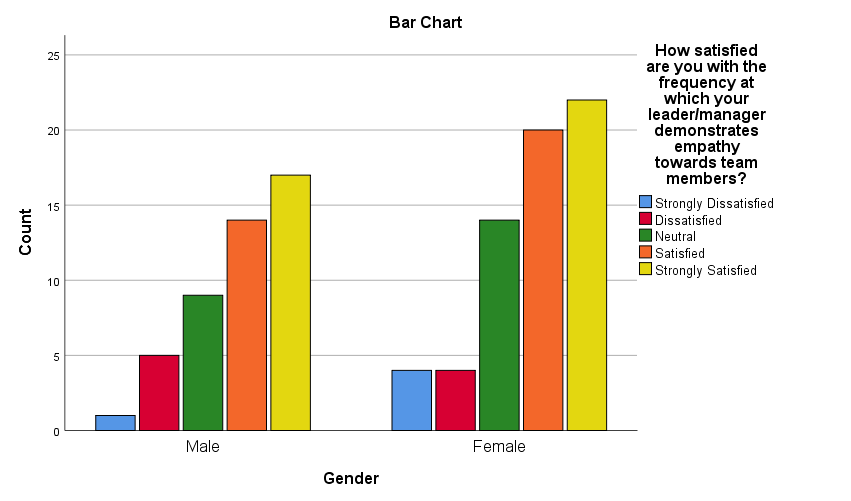 Bar Chart
25
20
15
10
5
0
Count
Male
Female
Gender
How satisfied
are you with the
frequency at
which your
leader/manager
demonstrates
empathy
towards team
members?
Strongly Dissatisfied
Dissatisfied
Neutral
Satisfied
Strongly Satisfied